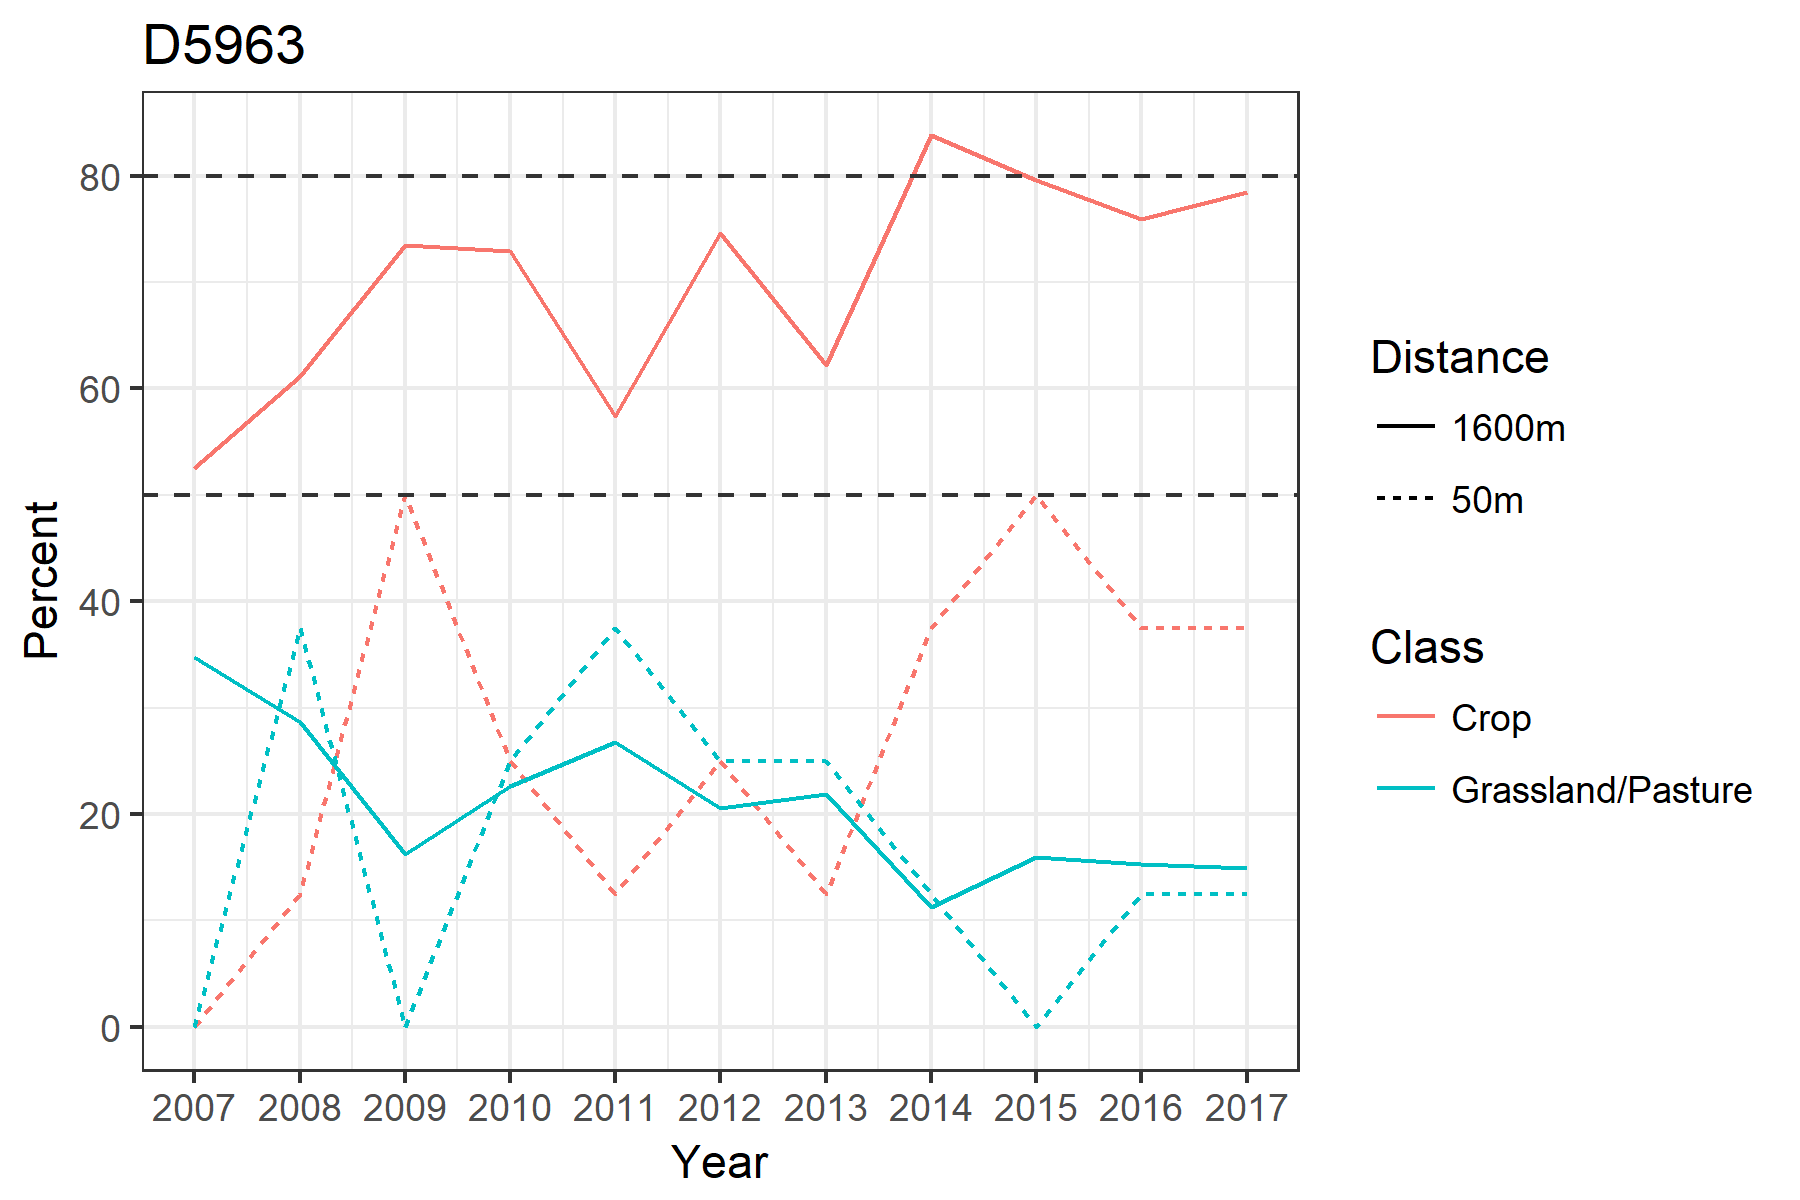 D5963
Percent
80
60
40
20
0
2007 2008 2009 2010 2011 2012 2013 2014 2015 2016 2017
Year
Distance
1600m
50m
Class
Crop
Grassland/Pasture